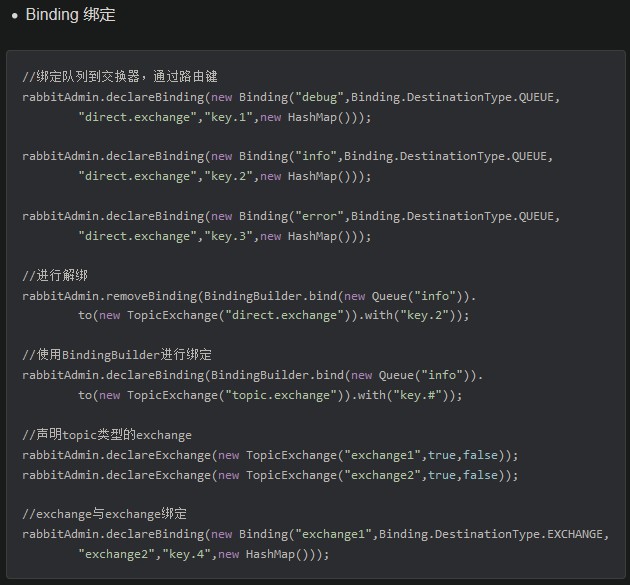 • Binding 绑定
//绑定队列到交换器，通过路由键
rabbitAdmin.declareBinding(new Binding("debug",Binding.DestinationType.QUEUE,
        "direct.exchange","key.1",new HashMap()));
rabbitAdmin.declareBinding(new Binding("info",Binding.DestinationType.QUEUE,
        "direct.exchange","key.2",new HashMap()));
rabbitAdmin.declareBinding(new Binding("error",Binding.DestinationType.QUEUE,
        "direct.exchange","key.3",new HashMap()));
//进行解绑
rabbitAdmin.removeBinding(BindingBuilder.bind(new Queue("info")).
        to(new TopicExchange("direct.exchange")).with("key.2"));
//使用BindingBuilder进行绑定
rabbitAdmin.declareBinding(BindingBuilder.bind(new Queue("info")).
        to(new TopicExchange("topic.exchange")).with("key.#"));
//声明topic类型的exchange
rabbitAdmin.declareExchange(new TopicExchange("exchange1",true,false));
rabbitAdmin.declareExchange(new TopicExchange("exchange2",true,false));
//exchange与exchange绑定
rabbitAdmin.declareBinding(new Binding("exchange1",Binding.DestinationType.EXCHANGE,
        "exchange2","key.4",new HashMap()));